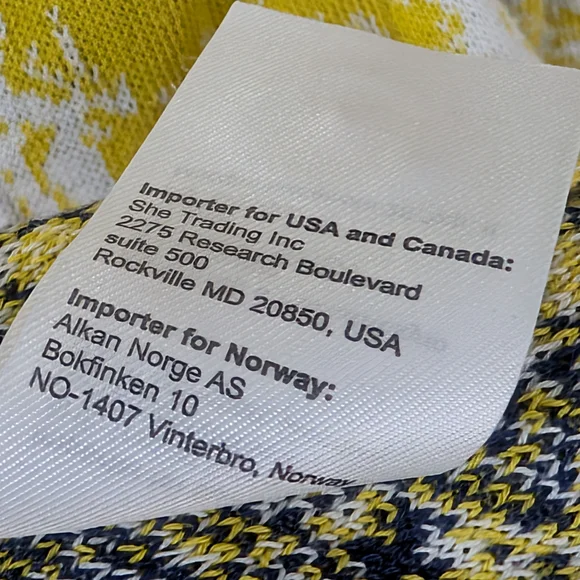 Importer for USA and Canada:
She Trading Inc
2275 Research Boulevard
suite 500
Rockville MD 20850, USA
Importer for Norway:
Alkan Norge AS
Bokfinken 10
NO-1407 Vinterbro, Norway